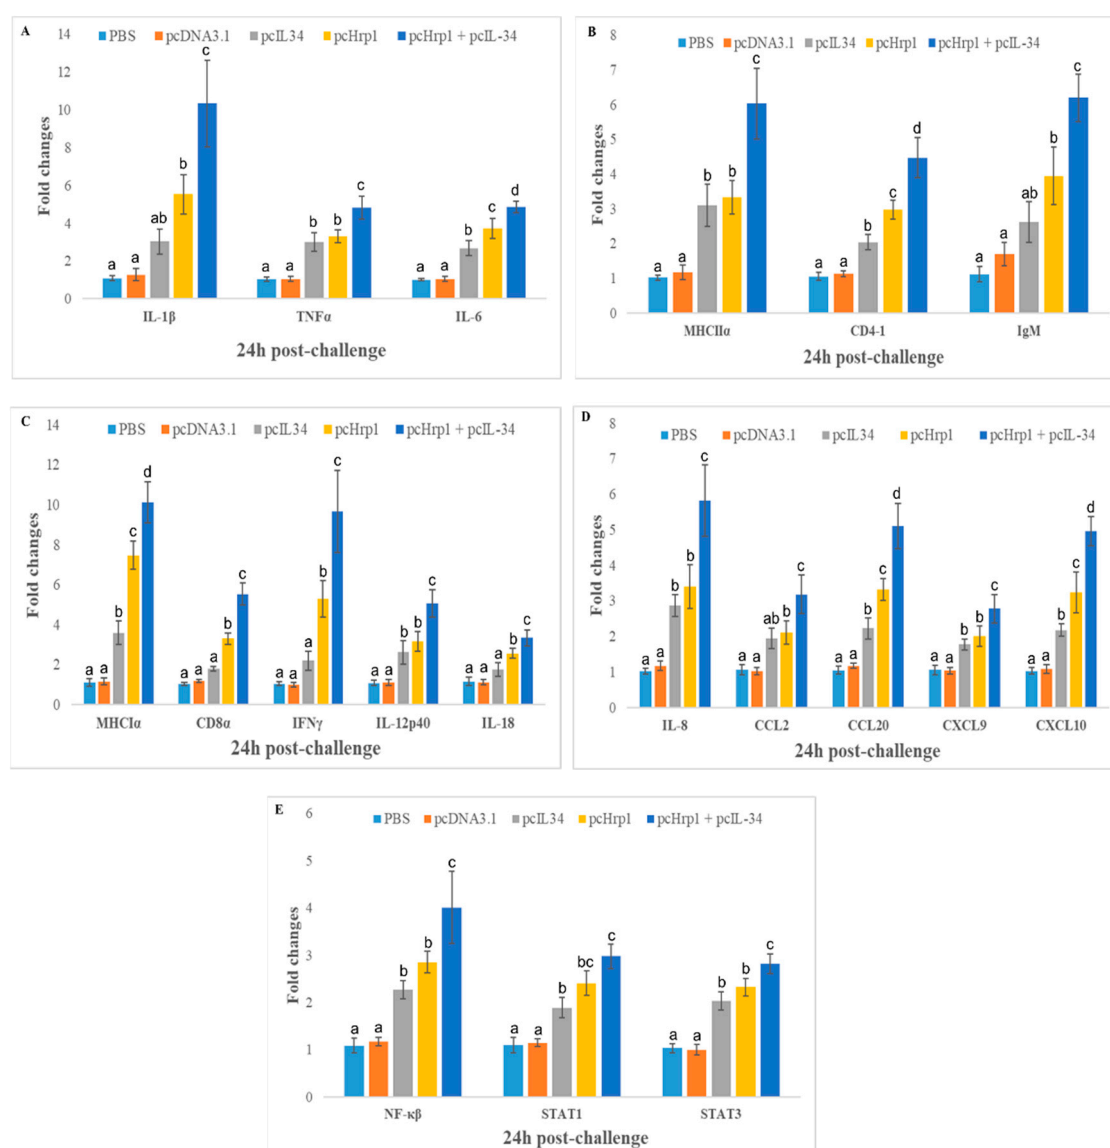 A
PBS pcDNA3.1 pcIL34 pcHrp1 pcHrp1 + pcIL-34
Fold changes
14
12
10
8
6
4
2
0
a a ab b c
a a b b c
a a b c d
IL-1β TNFα IL-6
24h post-challenge
B
PBS pcDNA3.1 pcIL34 pcHrp1 pcHrp1 + pcIL-34
Fold changes
8
7
6
5
4
3
2
1
0
a a b b c
a a b c d
a a ab b c
MHCIIα CD4-1 IgM
24h post-challenge
C
PBS pcDNA3.1 pcIL34 pcHrp1 pcHrp1 + pcIL-34
Fold changes
14
12
10
8
6
4
2
0
a a b c d
a a a b c
a a a b c
a a b b c
a a a b c
MHCIα CD8α IFNγ IL-12p40 IL-18
24h post-challenge
D
PBS pcDNA3.1 pcIL34 pcHrp1 pcHrp1 + pcIL-34
Fold changes
8
7
6
5
4
3
2
1
0
a a b b c
a a ab b c
a a b c d
a a b b c
a a b c d
IL-8 CCL2 CCL20 CXCL9 CXCL10
24h post-challenge
E
PBS pcDNA3.1 pcIL34 pcHrp1 pcHrp1 + pcIL-34
Fold changes
6
5
4
3
2
1
0
a a b b c
a a b bc c
a a b b c
NF-κβ STAT1 STAT3
24h post-challenge